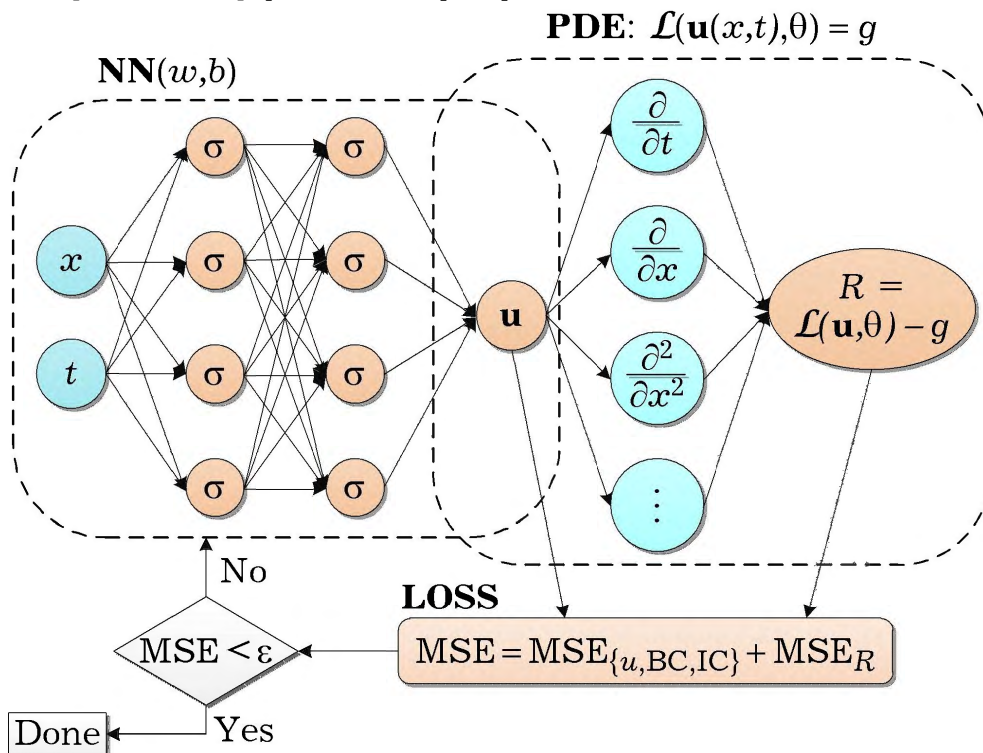 PDE: ℒ(u(x,t),θ) = g
NN(w,b)
σ σ ∂/∂t
x σ σ ∂/∂x
u R = ℒ(u,θ) – g
t σ σ ∂²/∂x²
σ σ ⋮
No
LOSS
MSE < ε
MSE = MSE{u,BC,IC} + MSE_R
Done
Yes